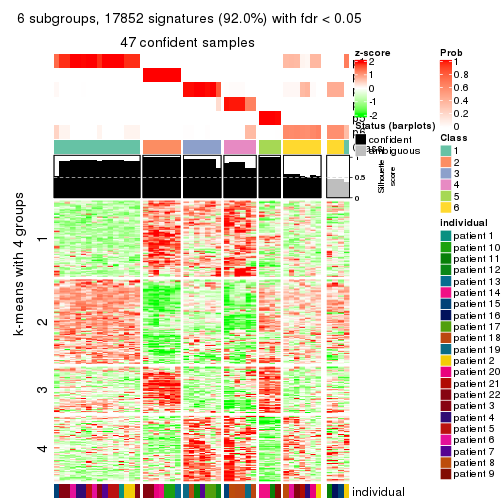 6 subgroups, 17852 signatures (92.0%) with fdr < 0.05
47 confident samples
k-means with 4 groups
1
2
3
4
z-score
2
1
0
-1
-2
Status (barplots)
confident
ambiguous
1
0.5
0
Silhouette
score
Prob
1
0.8
0.6
0.4
0.2
0
Class
1
2
3
4
5
6
individual
patient 1
patient 10
patient 11
patient 12
patient 13
patient 14
patient 15
patient 16
patient 17
patient 18
patient 19
patient 2
patient 20
patient 21
patient 22
patient 3
patient 4
patient 5
patient 6
patient 7
patient 8
patient 9
individual